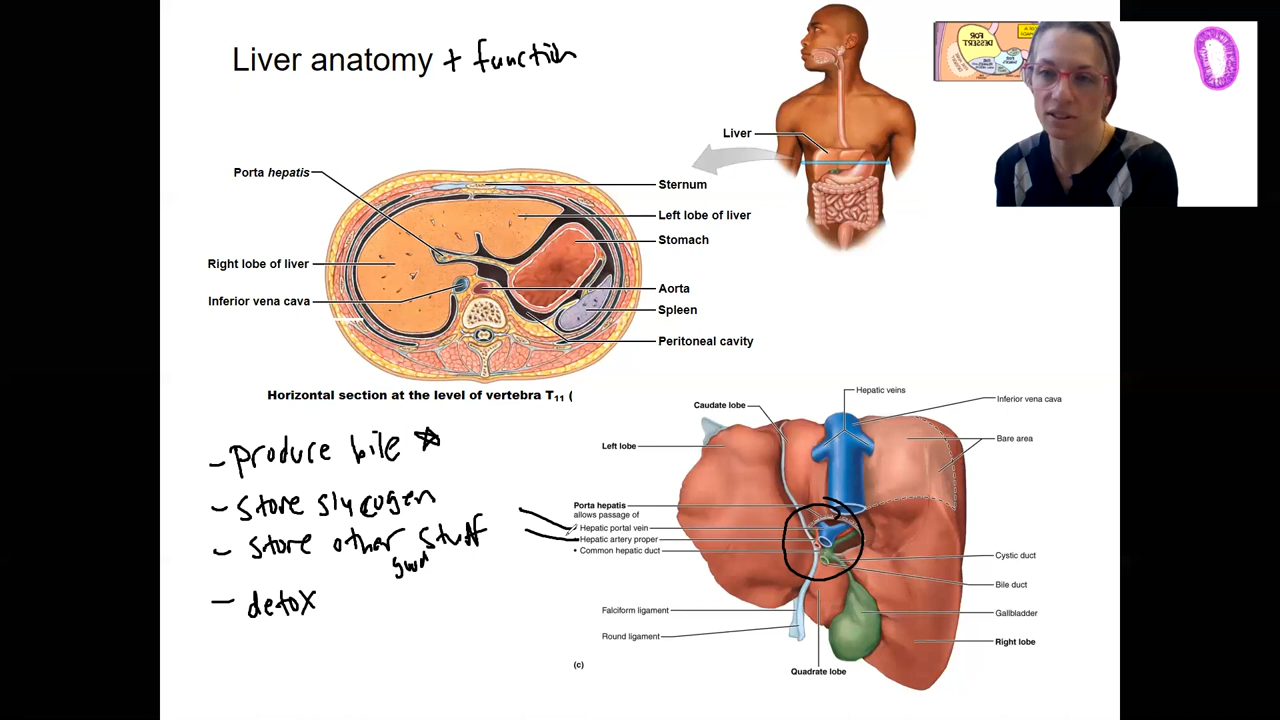 Liver anatomy + function
FOR
DESSERT
Liver
Porta hepatis
Sternum
Left lobe of liver
Stomach
Right lobe of liver
Inferior vena cava
Aorta
Spleen
Peritoneal cavity
Horizontal section at the level of vertebra T11 (
- produce bile
- store glycogen
- store other stuff
- detox
Hepatic veins
Inferior vena cava
Caudate lobe
Bare area
Left lobe
Porta hepatis
allows passage of
• Hepatic portal vein
• Hepatic artery proper
• Common hepatic duct
Cystic duct
Bile duct
Falciform ligament
Gallbladder
Round ligament
Right lobe
(c)
Quadrate lobe